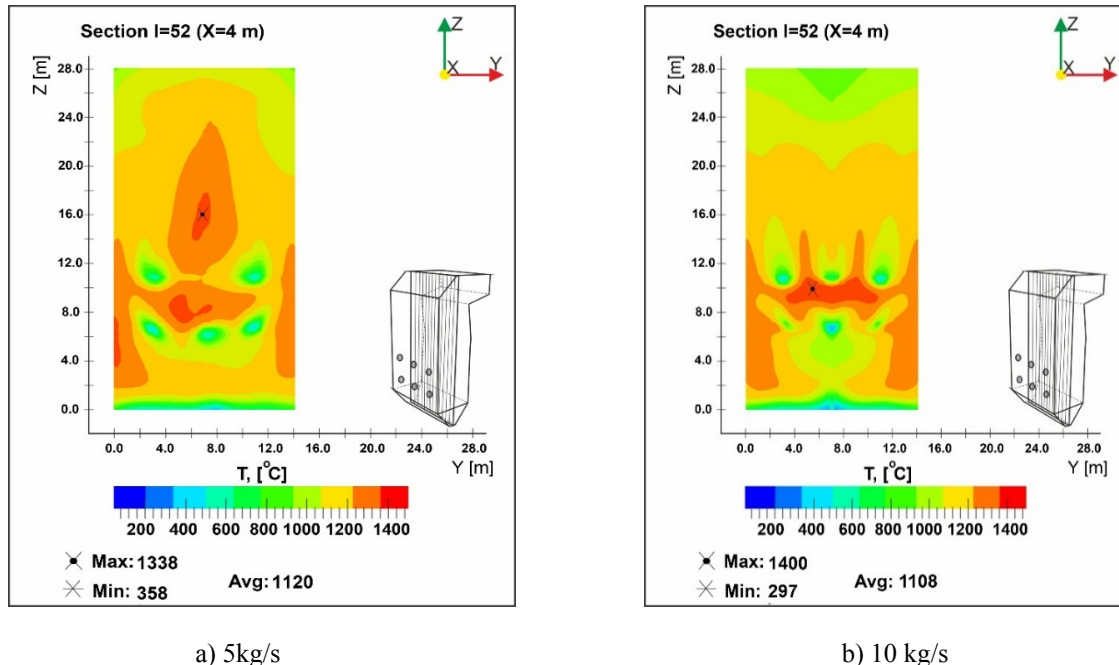 Section I=52 (X=4 m)
Z
X
Y
Z [m]
28.0
24.0
20.0
16.0
12.0
8.0
4.0
0.0
0.0 4.0 8.0 12.0 16.0 20.0 24.0 28.0
Y [m]
T, [°C]
200 400 600 800 1000 1200 1400
Max: 1338
Min: 358
Avg: 1120
a) 5kg/s
Section I=52 (X=4 m)
Z
X
Y
Z [m]
28.0
24.0
20.0
16.0
12.0
8.0
4.0
0.0
0.0 4.0 8.0 12.0 16.0 20.0 24.0 28.0
Y [m]
T, [°C]
200 400 600 800 1000 1200 1400
Max: 1400
Min: 297
Avg: 1108
b) 10 kg/s